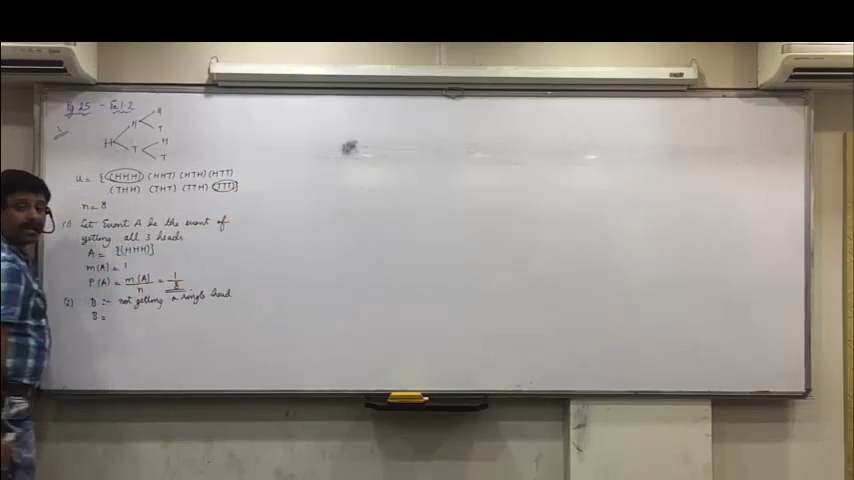 Pg 25 - Ex 1.2
1
H
H T
T
H T
U = { (HHH) (HHT) (HTH) (HTT)
(THH) (THT) (TTH) (TTT) }
n = 8
(1) Let Event A be the event of
getting all 3 heads
A = {(HHH)}
m(A) = 1
P(A) = m(A) / n = 1 / 8
(2) B :- not getting a single head
B =